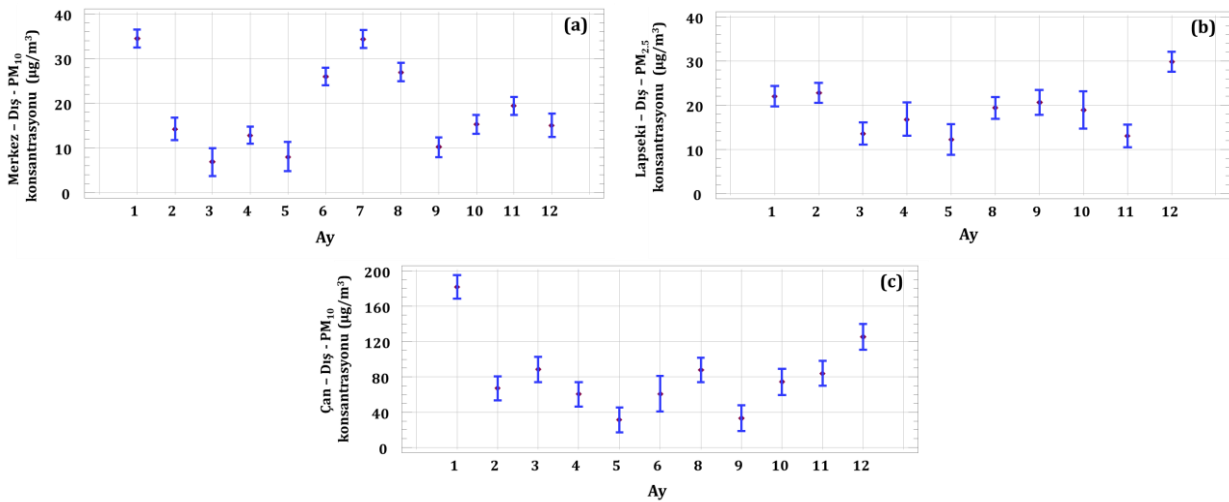 (a)
Merkez – Dış - PM10
konsantrasyonu (µg/m³)
40
30
20
10
0
1 2 3 4 5 6 7 8 9 10 11 12
Ay
(b)
Lapseki – Dış – PM2.5
konsantrasyonu (µg/m³)
40
30
20
10
0
1 2 3 4 5 8 9 10 11 12
Ay
(c)
Çan – Dış - PM10
konsantrasyonu (µg/m³)
200
160
120
80
40
0
1 2 3 4 5 6 8 9 10 11 12
Ay